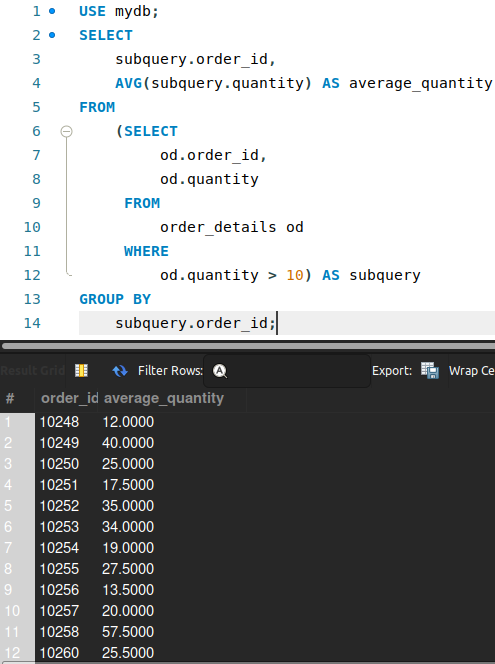 1 USE mydb;
2 SELECT
3 subquery.order_id,
4 AVG(subquery.quantity) AS average_quantity
5 FROM
6 (SELECT
7 od.order_id,
8 od.quantity
9 FROM
10 order_details od
11 WHERE
12 od.quantity > 10) AS subquery
13 GROUP BY
14 subquery.order_id;
Result Grid Filter Rows: A Export: Wrap Ce
# order_id average_quantity
1 10248 12.0000
2 10249 40.0000
3 10250 25.0000
4 10251 17.5000
5 10252 35.0000
6 10253 34.0000
7 10254 19.0000
8 10255 27.5000
9 10256 13.5000
10 10257 20.0000
11 10258 57.5000
12 10260 25.5000